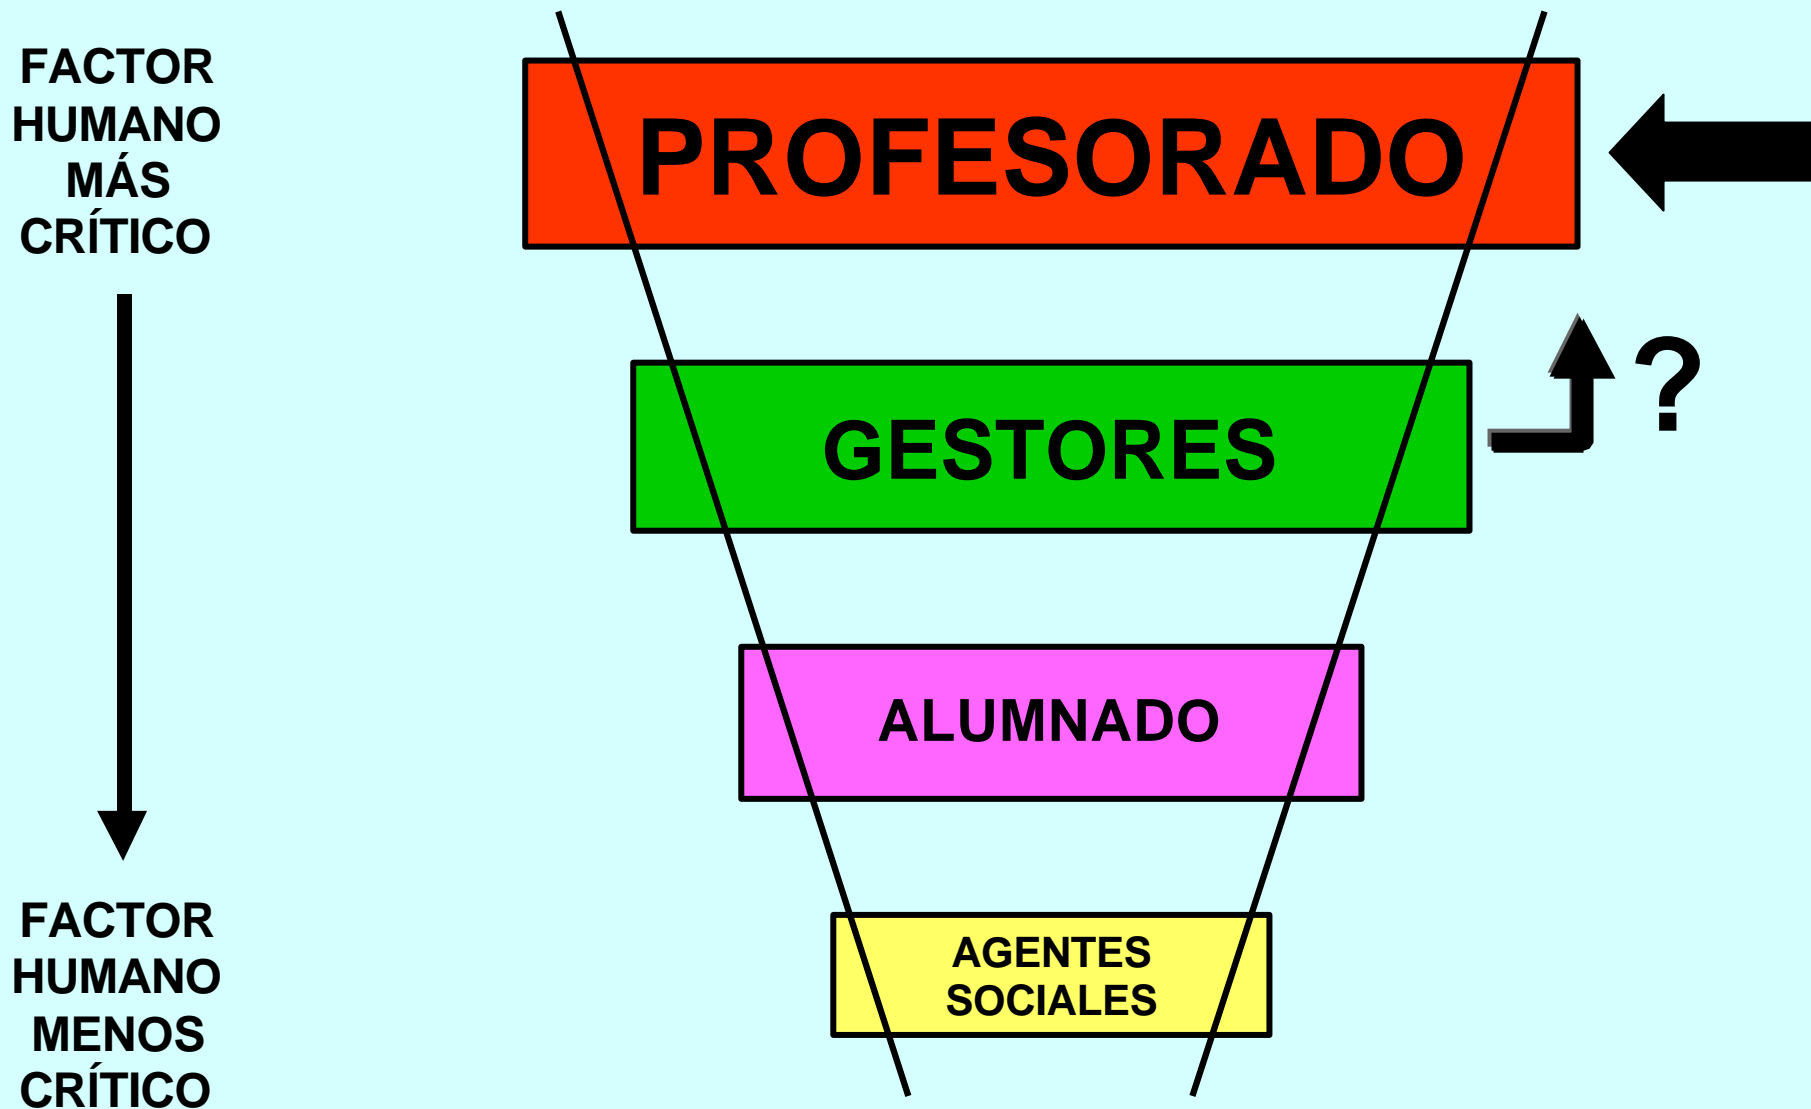 FACTOR
HUMANO
MÁS
CRÍTICO
PROFESORADO
GESTORES
?
ALUMNADO
AGENTES
SOCIALES
FACTOR
HUMANO
MENOS
CRÍTICO